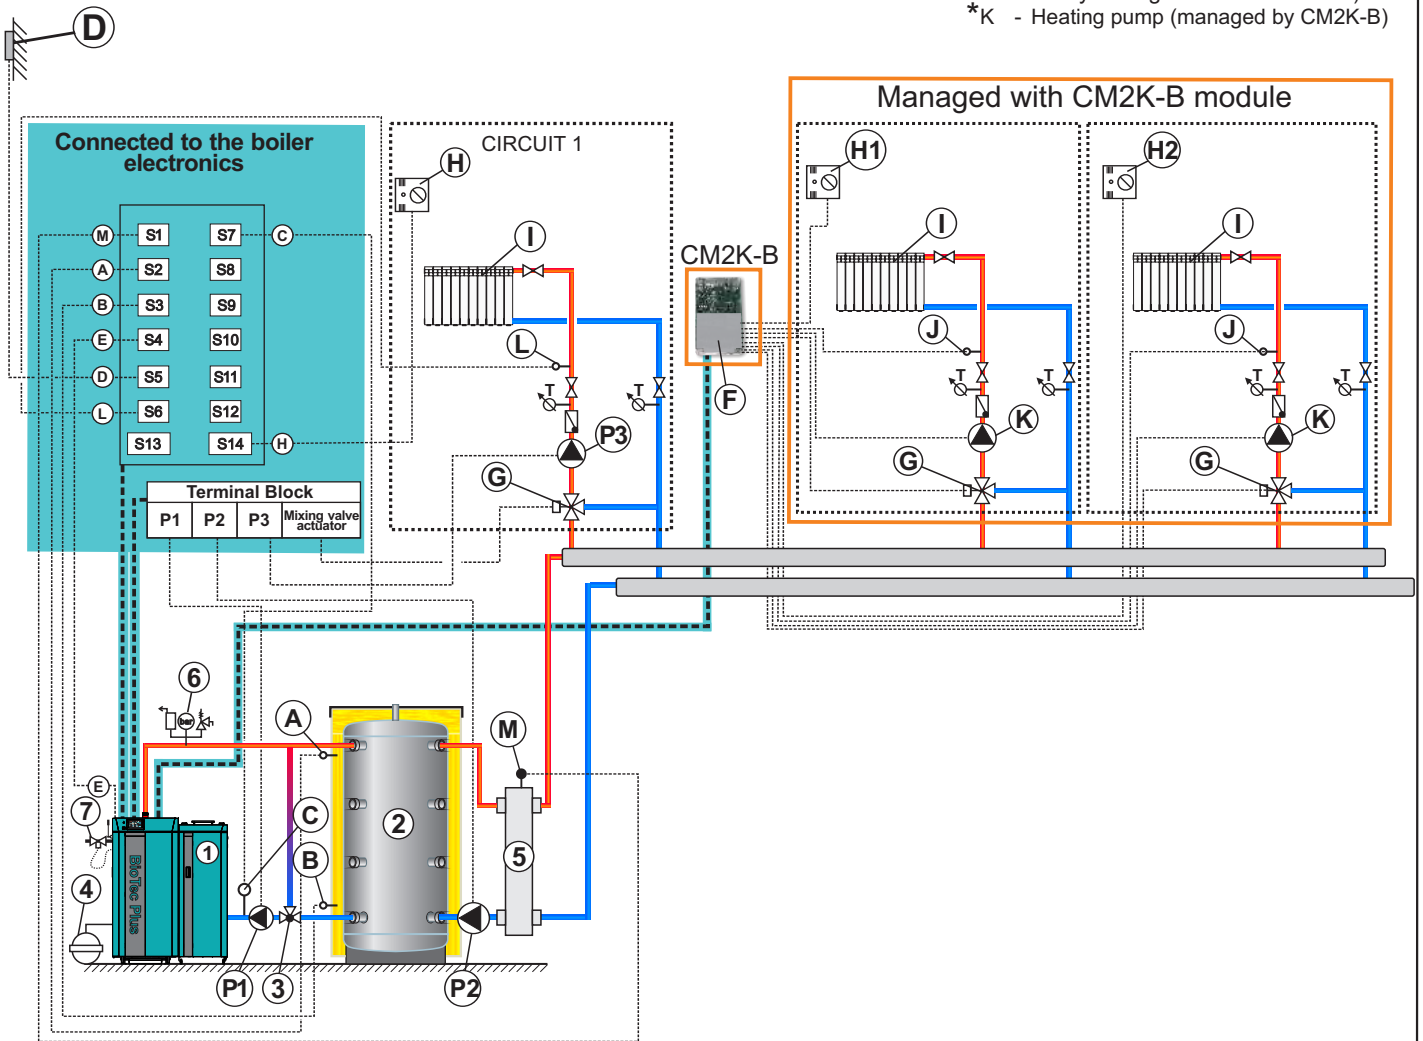 *K - Heating pump (managed by CM2K-B)
D
Managed with CM2K-B module
Connected to the boiler
electronics
CIRCUIT 1
H
H1
H2
M S1 S7 C
A S2 S8
B S3 S9
E S4 S10
D S5 S11
L S6 S12
S13 S14 H
I
I
I
CM2K-B
L
J
J
T
T
T
T
T
T
F
P3
K
K
G
G
G
Terminal Block
P1 P2 P3 Mixing valve
actuator
6
bar
A
M
E
7
C
1
2
5
B
BioTec Plus
4
P1
3
P2